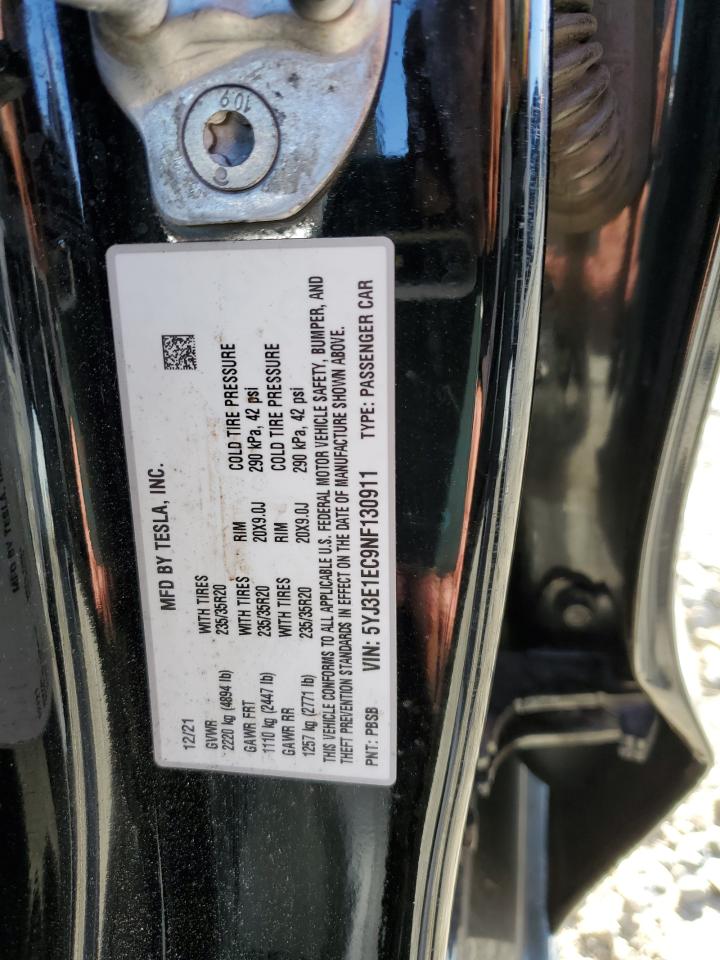 10.9
MFD BY TESLA, INC.
12/21
GVWR WITH TIRES
2220 kg (4894 lb) 235/35R20
GAWR FRT WITH TIRES RIM COLD TIRE PRESSURE
1110 kg (2447 lb) 235/35R20 20X9.0J 290 kPa, 42 psi
GAWR RR WITH TIRES RIM COLD TIRE PRESSURE
1257 kg (2771 lb) 235/35R20 20X9.0J 290 kPa, 42 psi
THIS VEHICLE CONFORMS TO ALL APPLICABLE U.S. FEDERAL MOTOR VEHICLE SAFETY, BUMPER, AND
THEFT PREVENTION STANDARDS IN EFFECT ON THE DATE OF MANUFACTURE SHOWN ABOVE.
PNT: PBSB VIN: 5YJ3E1EC9NF130911 TYPE: PASSENGER CAR